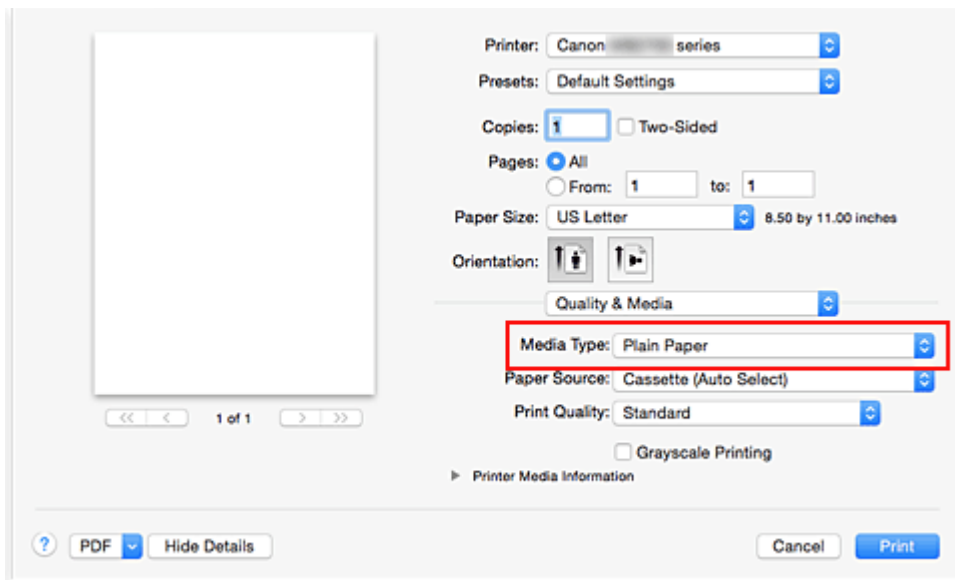 Printer: Canon series
Presets: Default Settings
Copies: 1 Two-Sided
Pages: All
From: 1 to: 1
Paper Size: US Letter 8.50 by 11.00 inches
Orientation:
Quality & Media
Media Type: Plain Paper
Paper Source: Cassette (Auto Select)
Print Quality: Standard
<< < 1 of 1 > >>
Grayscale Printing
Printer Media Information
? PDF Hide Details Cancel Print